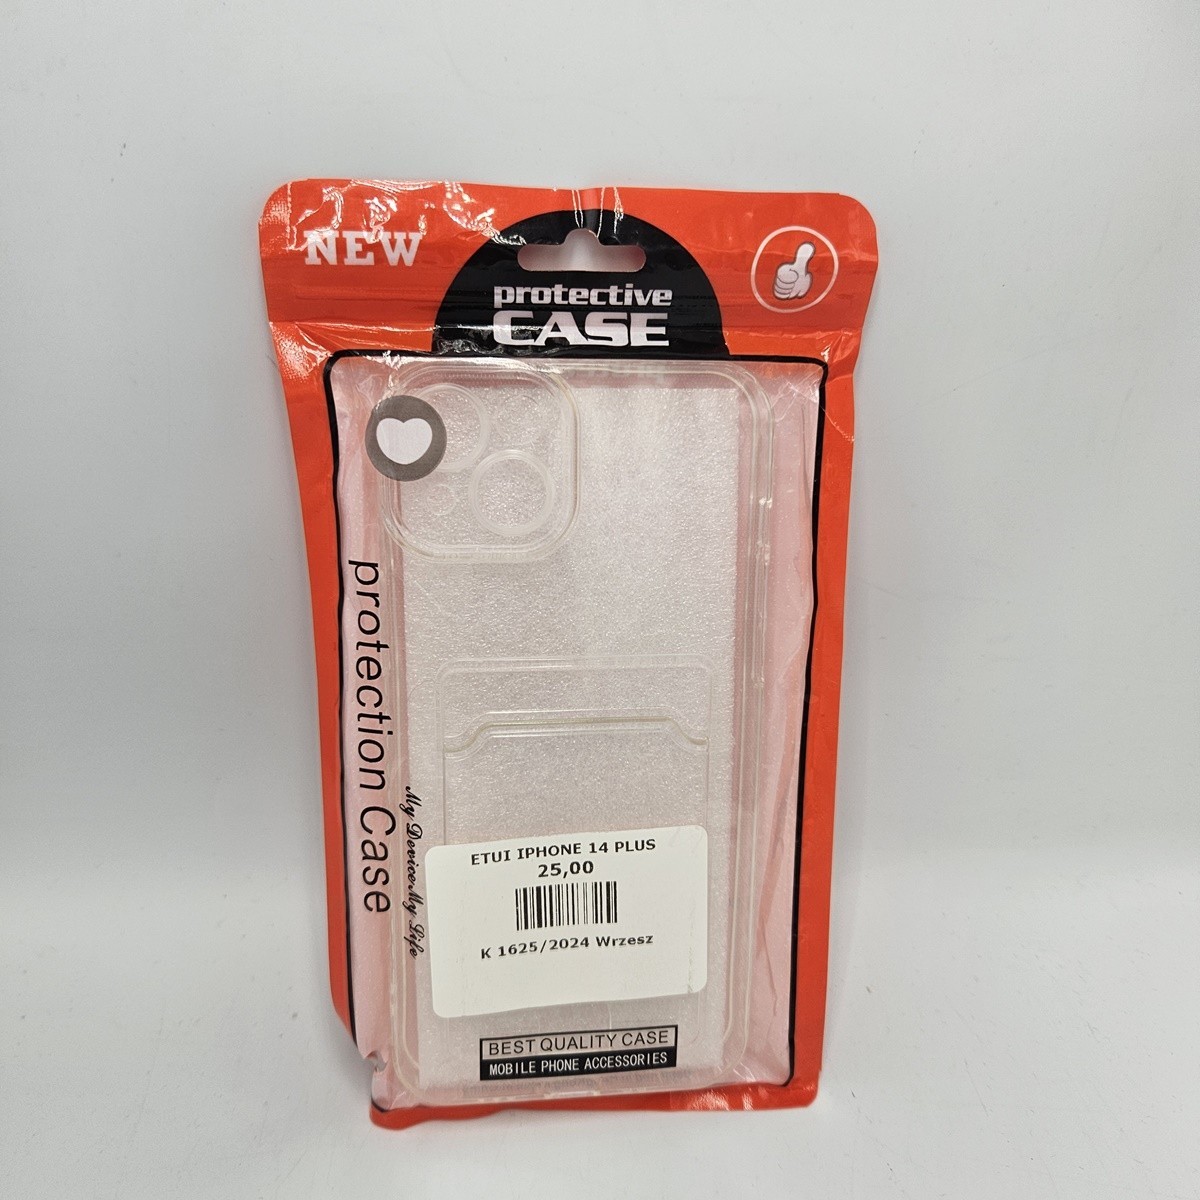 NEW
protective
CASE
protection Case
My Device My Life
ETUI IPHONE 14 PLUS
25,00
K 1625/2024 Wrzesz
BEST QUALITY CASE
MOBILE PHONE ACCESSORIES